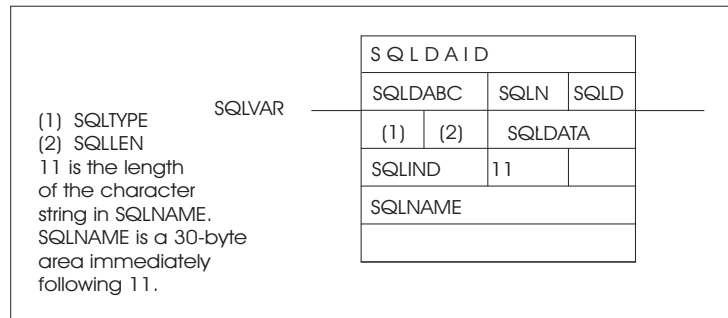 S Q L D A I D
SQLDABC SQLN SQLD
SQLVAR
(1) SQLTYPE
(2) SQLLEN
11 is the length
of the character
string in SQLNAME.
SQLNAME is a 30-byte
area immediately
following 11.
(1) (2) SQLDATA
SQLIND 11
SQLNAME